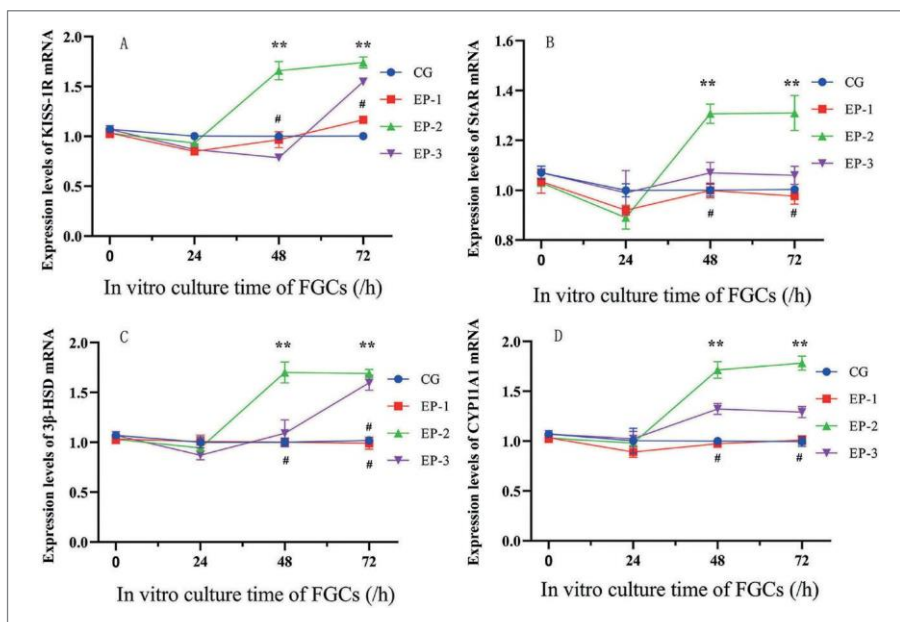 A
Expression levels of KISS-1R mRNA
2.0
1.5
1.0
0.5
0.0
** **
# #
0 24 48 72
In vitro culture time of FGCs (/h)
CG
EP-1
EP-2
EP-3
B
Expression levels of StAR mRNA
1.6
1.4
1.2
1.0
0.8
** **
# #
0 24 48 72
In vitro culture time of FGCs (/h)
CG
EP-1
EP-2
EP-3
C
Expression levels of 3β-HSD mRNA
2.0
1.5
1.0
0.5
0.0
** **
#
# #
0 24 48 72
In vitro culture time of FGCs (/h)
CG
EP-1
EP-2
EP-3
D
Expression levels of CYP11A1 mRNA
2.0
1.5
1.0
0.5
0.0
** **
# #
0 24 48 72
In vitro culture time of FGCs (/h)
CG
EP-1
EP-2
EP-3